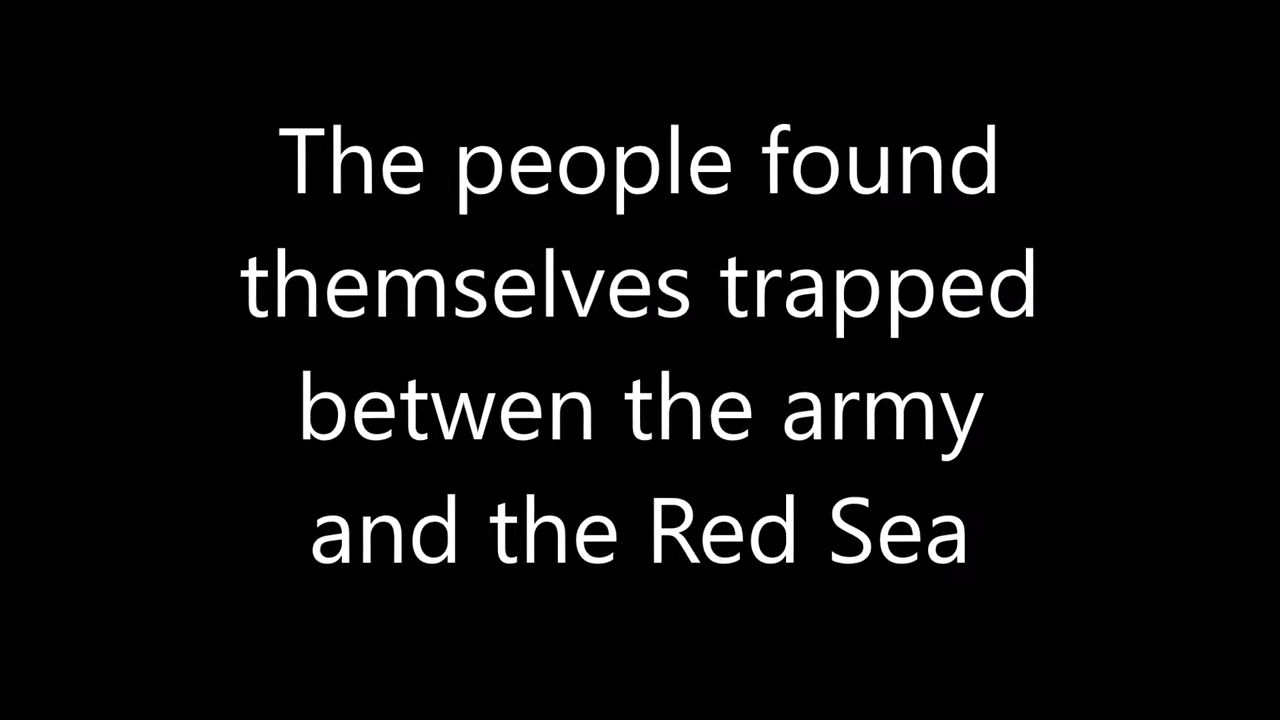 The people found
themselves trapped
betwen the army
and the Red Sea